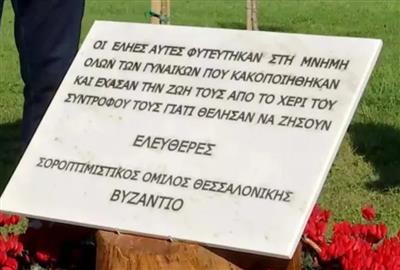 ΟΙ ΕΛΗΕΣ ΑΥΤΕΣ ΦΥΤΕΥΤΗΚΑΝ ΣΤΗ ΜΝΗΜΗ
ΟΛΩΝ ΤΩΝ ΓΥΝΑΙΚΩΝ ΠΟΥ ΚΑΚΟΠΟΙΗΘΗΚΑΝ
ΚΑΙ ΕΧΑΣΑΝ ΤΗΝ ΖΩΗ ΤΟΥΣ ΑΠΟ ΤΟ ΧΕΡΙ ΤΟΥ
ΣΥΝΤΡΟΦΟΥ ΤΟΥΣ ΓΙΑΤΙ ΘΕΛΗΣΑΝ ΝΑ ΖΗΣΟΥΝ
ΕΛΕΥΘΕΡΕΣ
ΣΟΡΟΠΤΙΜΙΣΤΙΚΟΣ ΟΜΙΛΟΣ ΘΕΣΣΑΛΟΝΙΚΗΣ
ΒΥΖΑΝΤΙΟ